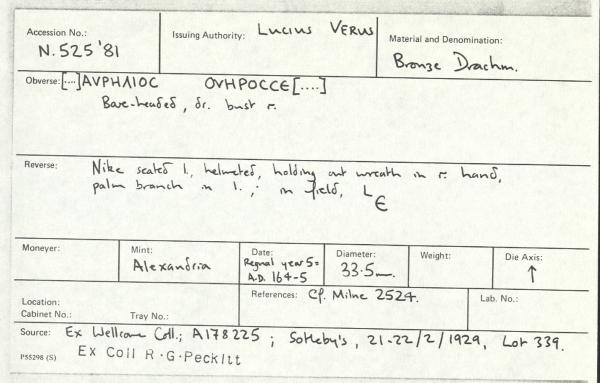 Accession No.: Issuing Authority: Lucius Verus Material and Denomination:
N.525 '81 Bronze Drachm.
Obverse: [....]ΑVΡΗΛΙΟC ΟVΗΡΟCCΕ[....]
Bare-headed, dr. bust r.
Reverse: Nike seated l., helmeted, holding out wreath in r. hand,
palm branch in l. ; in field, L
Є
Moneyer: Mint: Date: Diameter: Weight: Die Axis:
Alexandria Regnal year 5 = 33.5mm. ↑
A.D. 164-5
Location: References: Cf. Milne 2524. Lab. No.:
Cabinet No.: Tray No.:
Source: Ex Wellcome Coll.; A178225 ; Sotheby's, 21-22/2/1929, Lot 339.
P55298 (S) Ex Coll R.G.Peckitt